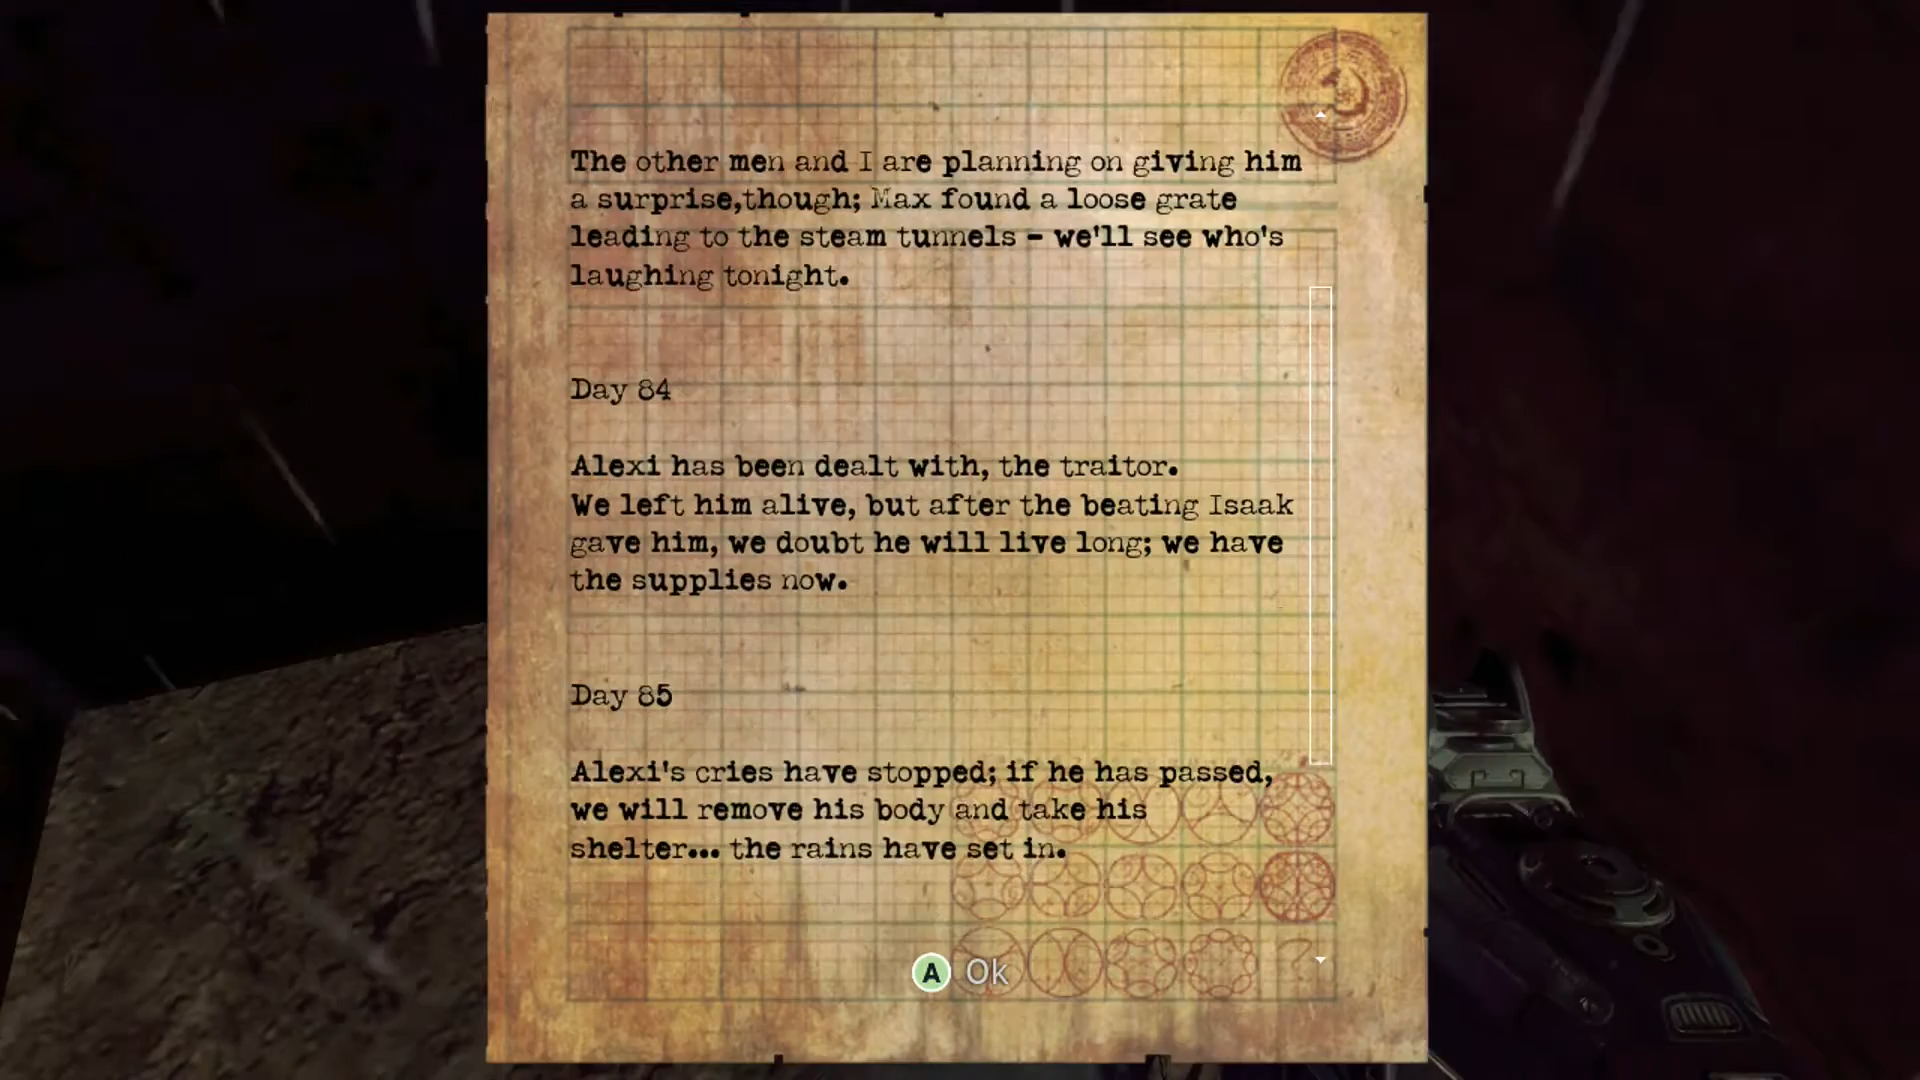 The other men and I are planning on giving him
a surprise,though; Max found a loose grate
leading to the steam tunnels - we'll see who's
laughing tonight.
Day 84
Alexi has been dealt with, the traitor.
We left him alive, but after the beating Isaak
gave him, we doubt he will live long; we have
the supplies now.
Day 85
Alexi's cries have stopped; if he has passed,
we will remove his body and take his
shelter... the rains have set in.
A Ok